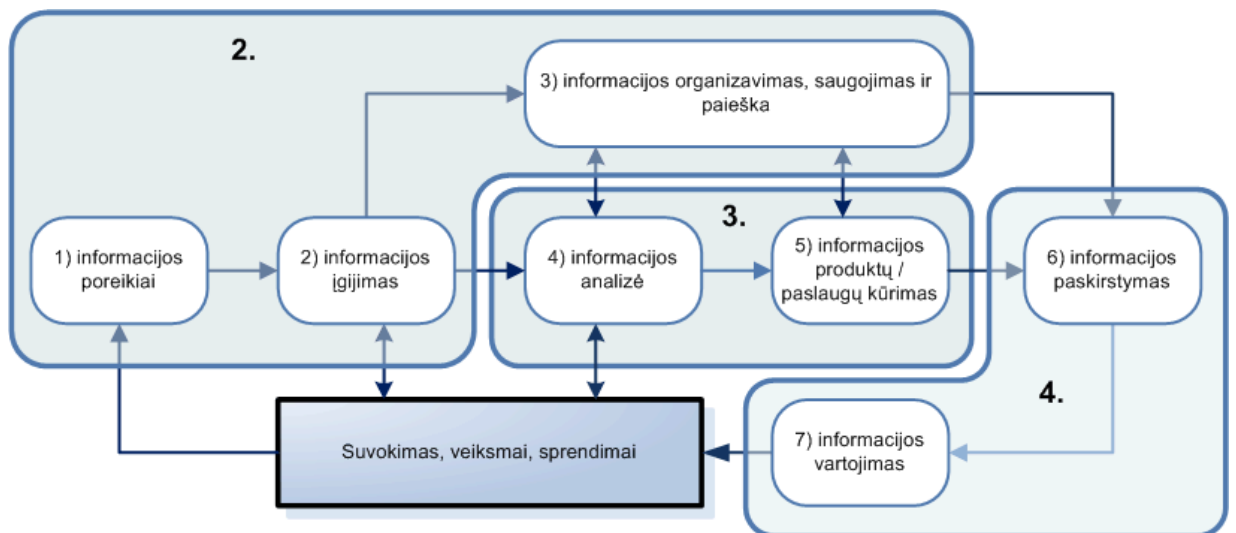 2.
3) informacijos organizavimas, saugojimas ir
paieška
1) informacijos
poreikiai
2) informacijos
įgijimas
3.
4) informacijos
analizė
5) informacijos
produktų /
paslaugų kūrimas
6) informacijos
paskirstymas
4.
7) informacijos
vartojimas
Suvokimas, veiksmai, sprendimai